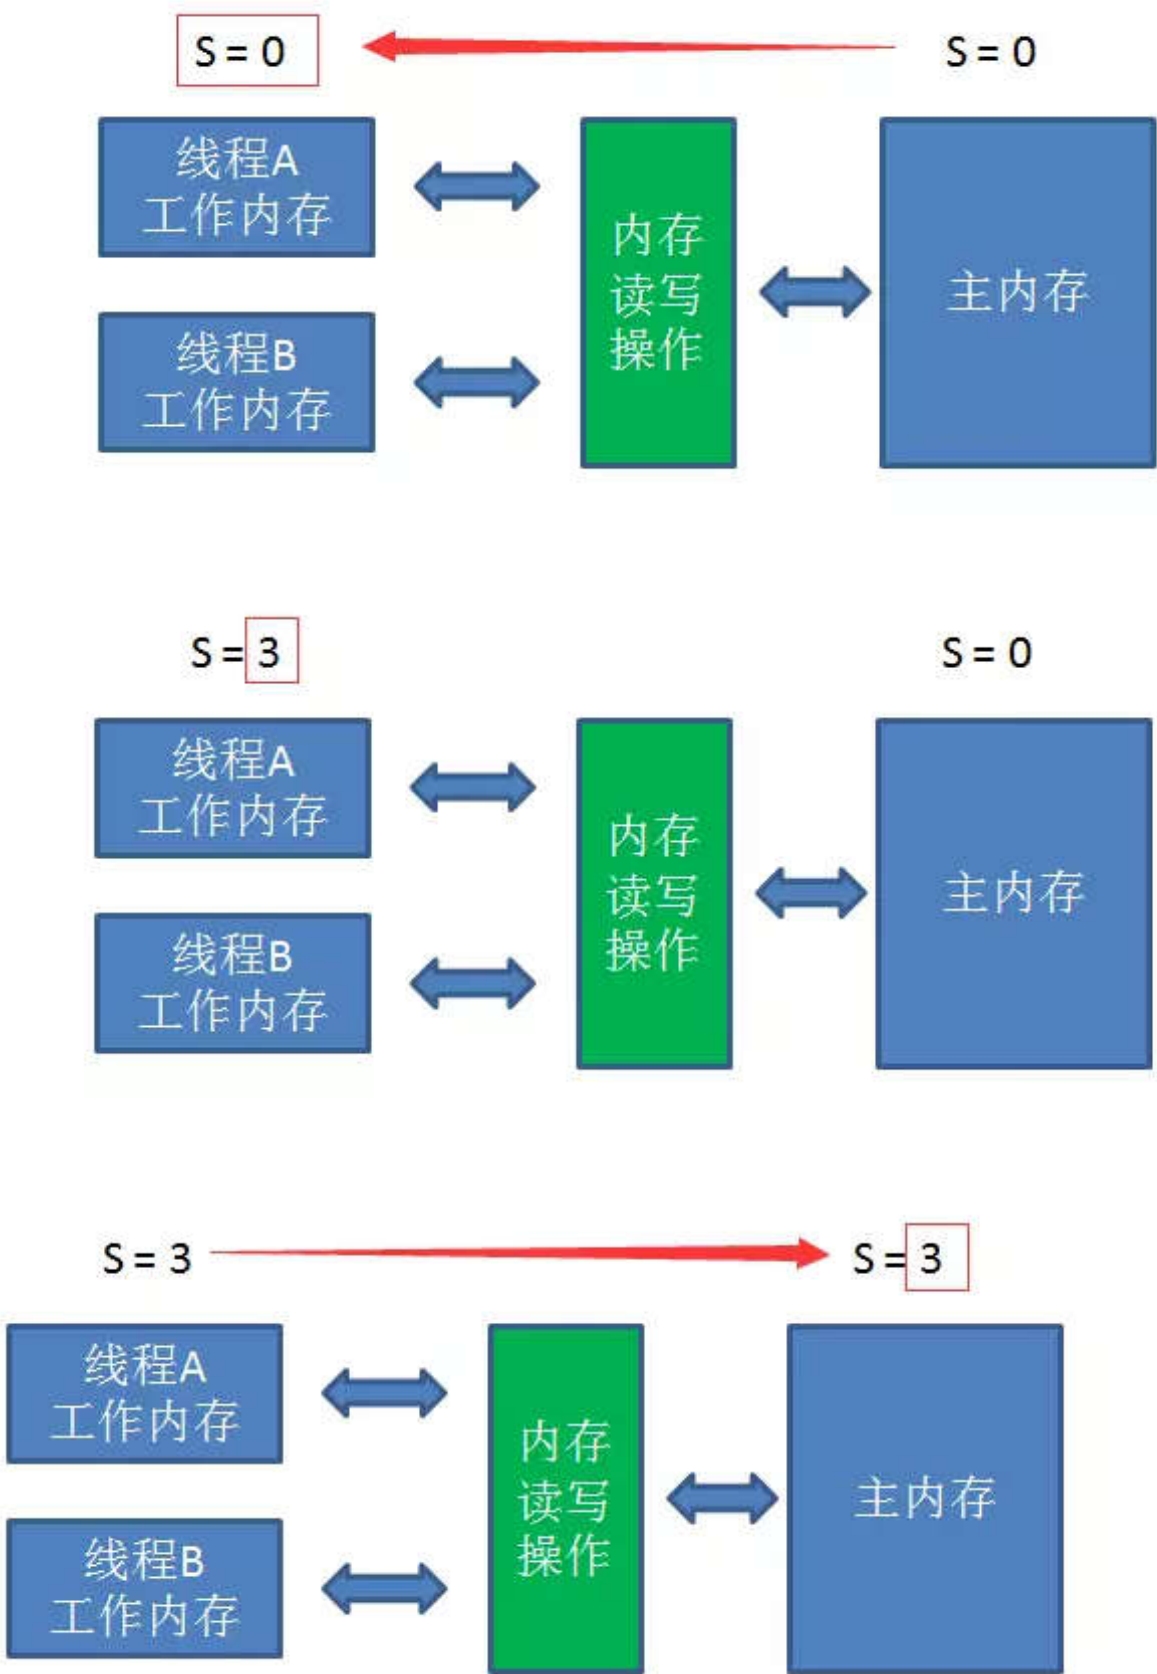 S = 0
S = 0
线程A
工作内存
内存
读写
操作
主内存
线程B
工作内存
S = 3
S = 0
线程A
工作内存
内存
读写
操作
主内存
线程B
工作内存
S = 3
S = 3
线程A
工作内存
内存
读写
操作
主内存
线程B
工作内存